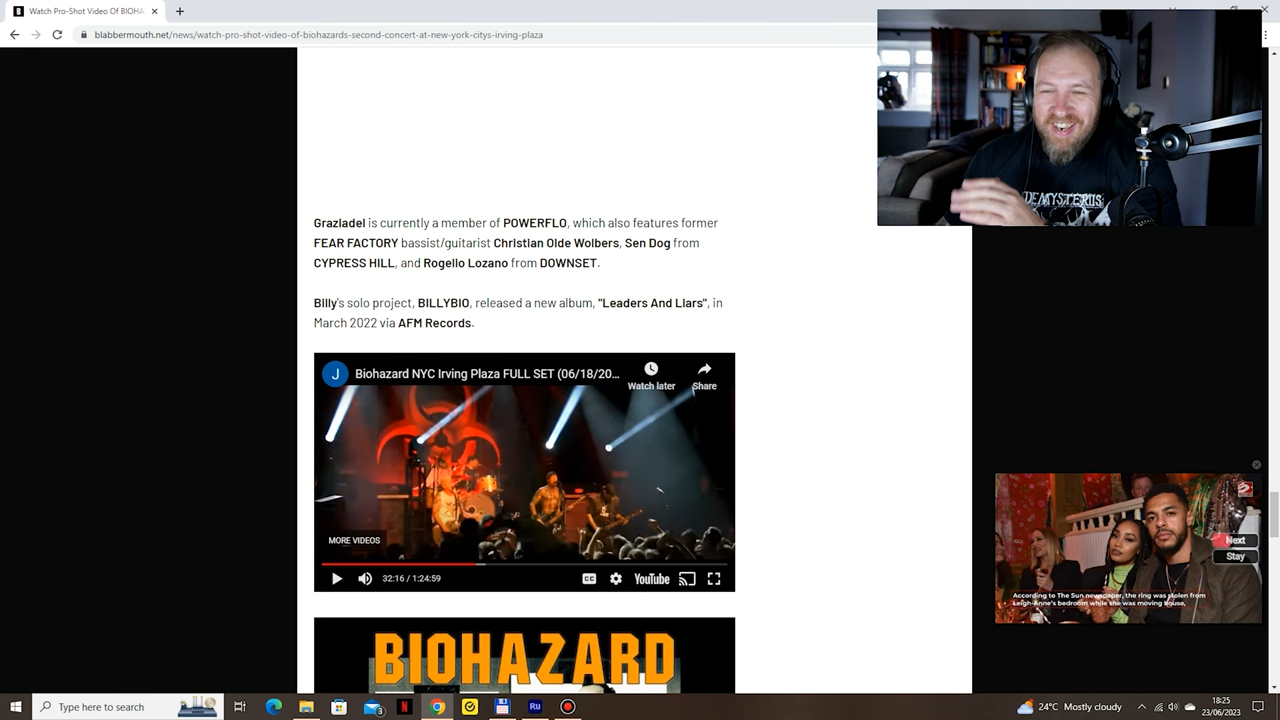 B Watch Pro-Shot Video Of BIOHA
blabbermouth.net/news/watch-pro-shot-video-of-biohazards-second-concert-at-new-york-citys-irving-plaza
DEMYSTERIIS
Graziadei is currently a member of POWERFLO, which also features former
FEAR FACTORY bassist/guitarist Christian Olde Wolbers, Sen Dog from
CYPRESS HILL, and Rogelio Lozano from DOWNSET.
Billy's solo project, BILLYBIO, released a new album, "Leaders And Liars", in
March 2022 via AFM Records.
J Biohazard NYC Irving Plaza FULL SET (06/18/20...
Watch later
Share
MORE VIDEOS
32:16 / 1:24:59
CC
YouTube
Next
Stay
According to The Sun newspaper, the ring was stolen from
Leigh-Anne's bedroom while she was moving house,
BIOHAZARD
Type here to search
N
Ru
24°C Mostly cloudy
18:25
23/06/2023